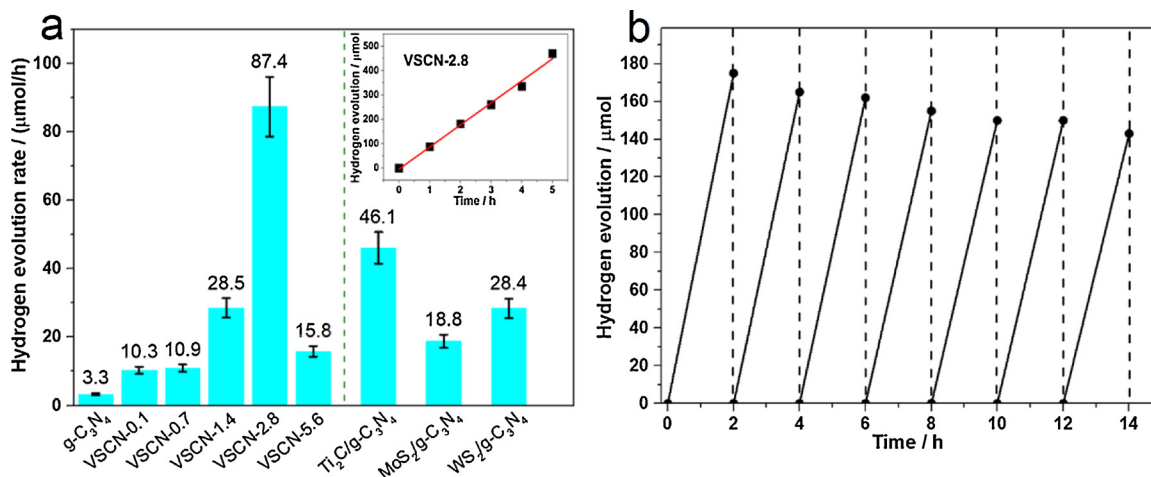 a
Hydrogen evolution rate / (μmol/h)
100
80
60
40
20
0
3.3
10.3
10.9
28.5
87.4
15.8
46.1
18.8
28.4
g-C₃N₄
VSCN-0.1
VSCN-0.7
VSCN-1.4
VSCN-2.8
VSCN-5.6
Ti₂C/g-C₃N₄
MoS₂/g-C₃N₄
WS₂/g-C₃N₄
Hydrogen evolution / μmol
500
400
300
200
100
0
VSCN-2.8
0 1 2 3 4 5
Time / h
b
Hydrogen evolution / μmol
180
160
140
120
100
80
60
40
20
0
0 2 4 6 8 10 12 14
Time / h